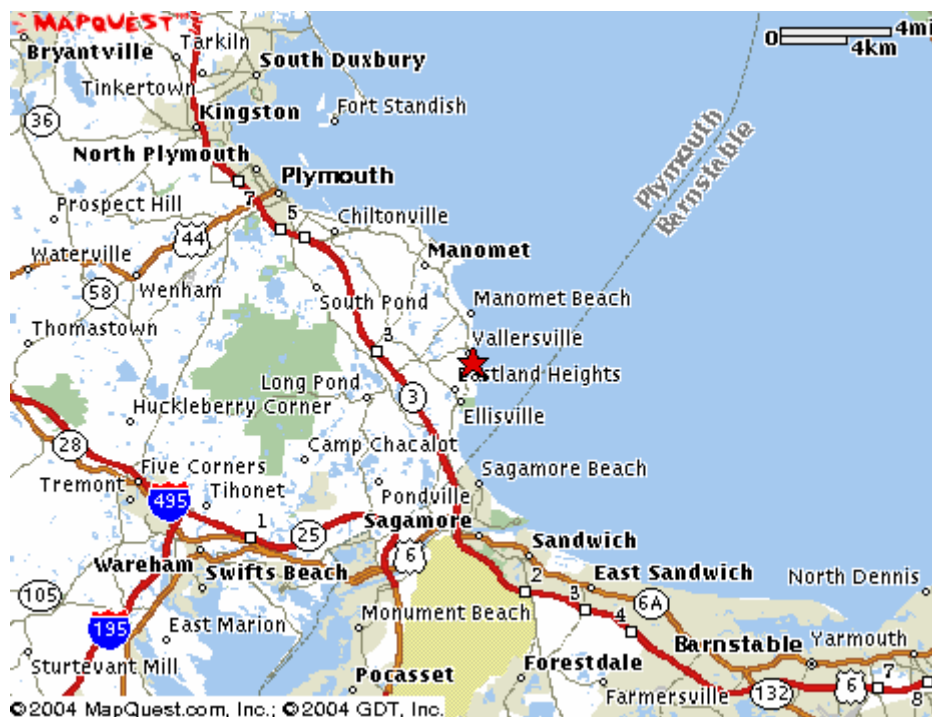 MAPQUEST
0 4mi
4km
Bryantville
Tarkiln
South Duxbury
Tinkertown
Fort Standish
36
Kingston
North Plymouth
Plymouth
7
Prospect Hill
5
Chiltonville
44
Manomet
Waterville
Wenham
58
South Pond
Manomet Beach
Thomastown
3
Vallersville
Long Pond
Eastland Heights
3
Huckleberry Corner
Ellisville
28
Camp Chacalot
Five Corners
Sagamore Beach
Tremont
Tihonet
Pondville
495
1
25
Sagamore
6
Sandwich
Wareham
Swifts Beach
2
East Sandwich
North Dennis
105
3
6A
195
Monument Beach
4
East Marion
Barnstable
Yarmouth
Sturtevant Mill
Pocasset
Forestdale
Farmersville
132
6
7
8
Plymouth
Barnstable
©2004 MapQuest.com, Inc.; ©2004 GDT, Inc.